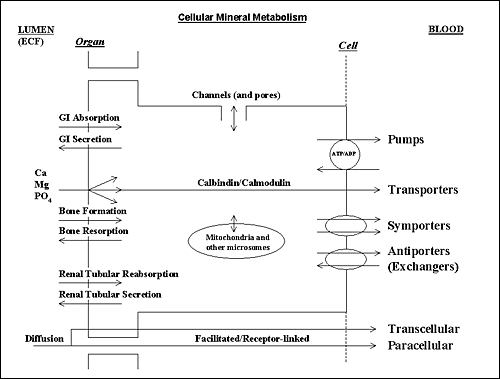 Cellular Mineral Metabolism
LUMEN
(ECF)
Organ
Cell
BLOOD
Channels (and pores)
GI Absorption
GI Secretion
Pumps
ATP/ADP
Ca
Mg
PO4
Calbindin/Calmodulin
Transporters
Bone Formation
Bone Resorption
Symporters
Mitochondria and
other microsomes
Antiporters
(Exchangers)
Renal Tubular Reabsorption
Renal Tubular Secretion
Transcellular
Diffusion
Facilitated/Receptor-linked
Paracellular